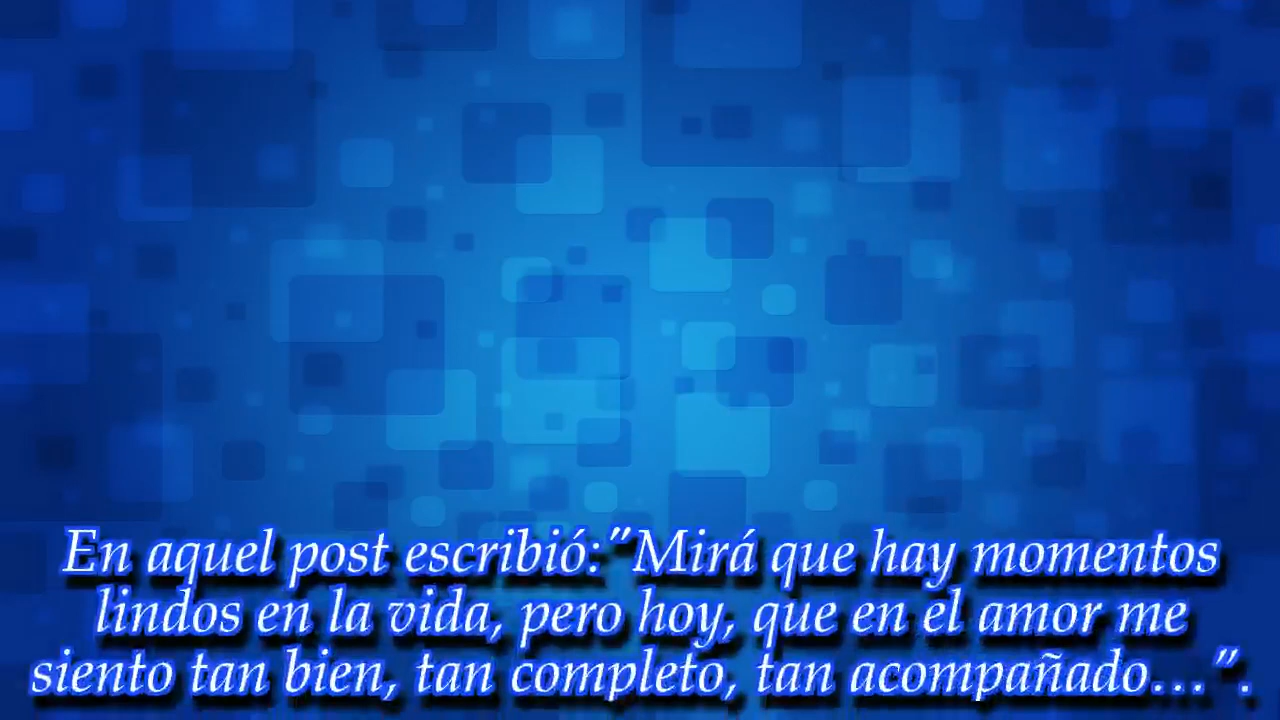 En aquel post escribió:"Mirá que hay momentos
lindos en la vida, pero hoy, que en el amor me
siento tan bien, tan completo, tan acompañado…".